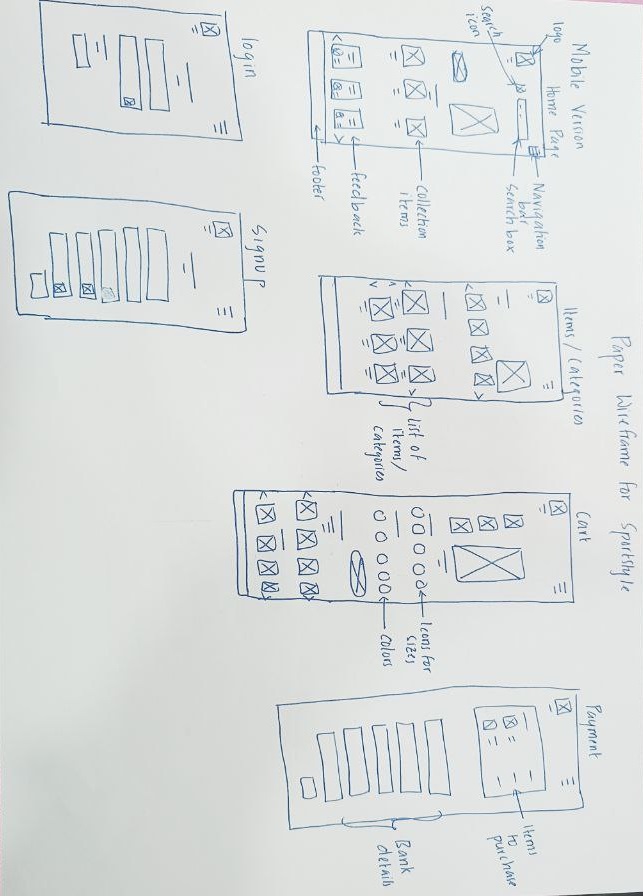 Paper Wireframe for Sportstyle
Mobile Version
Home Page
logo
Navigation
bar
Search box
Search
icon
collection
items
feedback
footer
Items / Categories
list of
items/
categories
Cart
Icons for
sizes
colors
Payment
Items
to
purchase
Bank
details
login
Signup